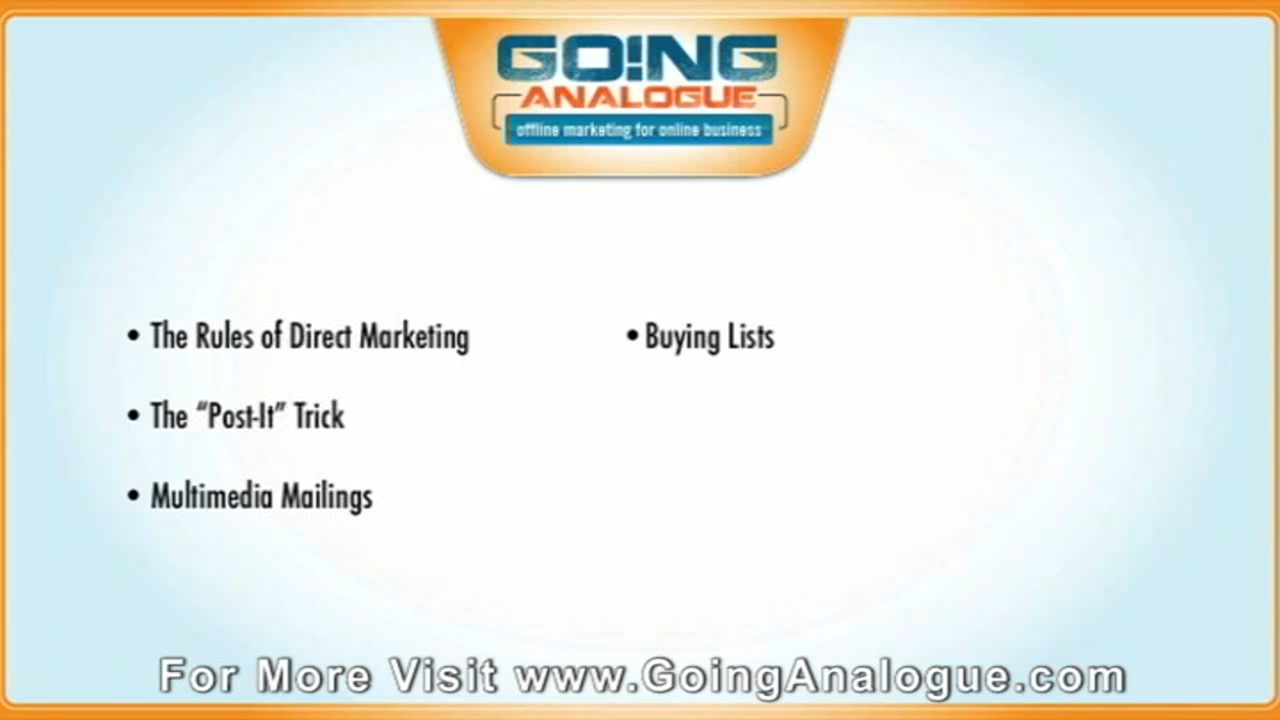 GO!NG
ANALOGUE
offline marketing for online business
• The Rules of Direct Marketing
• The “Post-It” Trick
• Multimedia Mailings
• Buying Lists
For More Visit www.GoingAnalogue.com